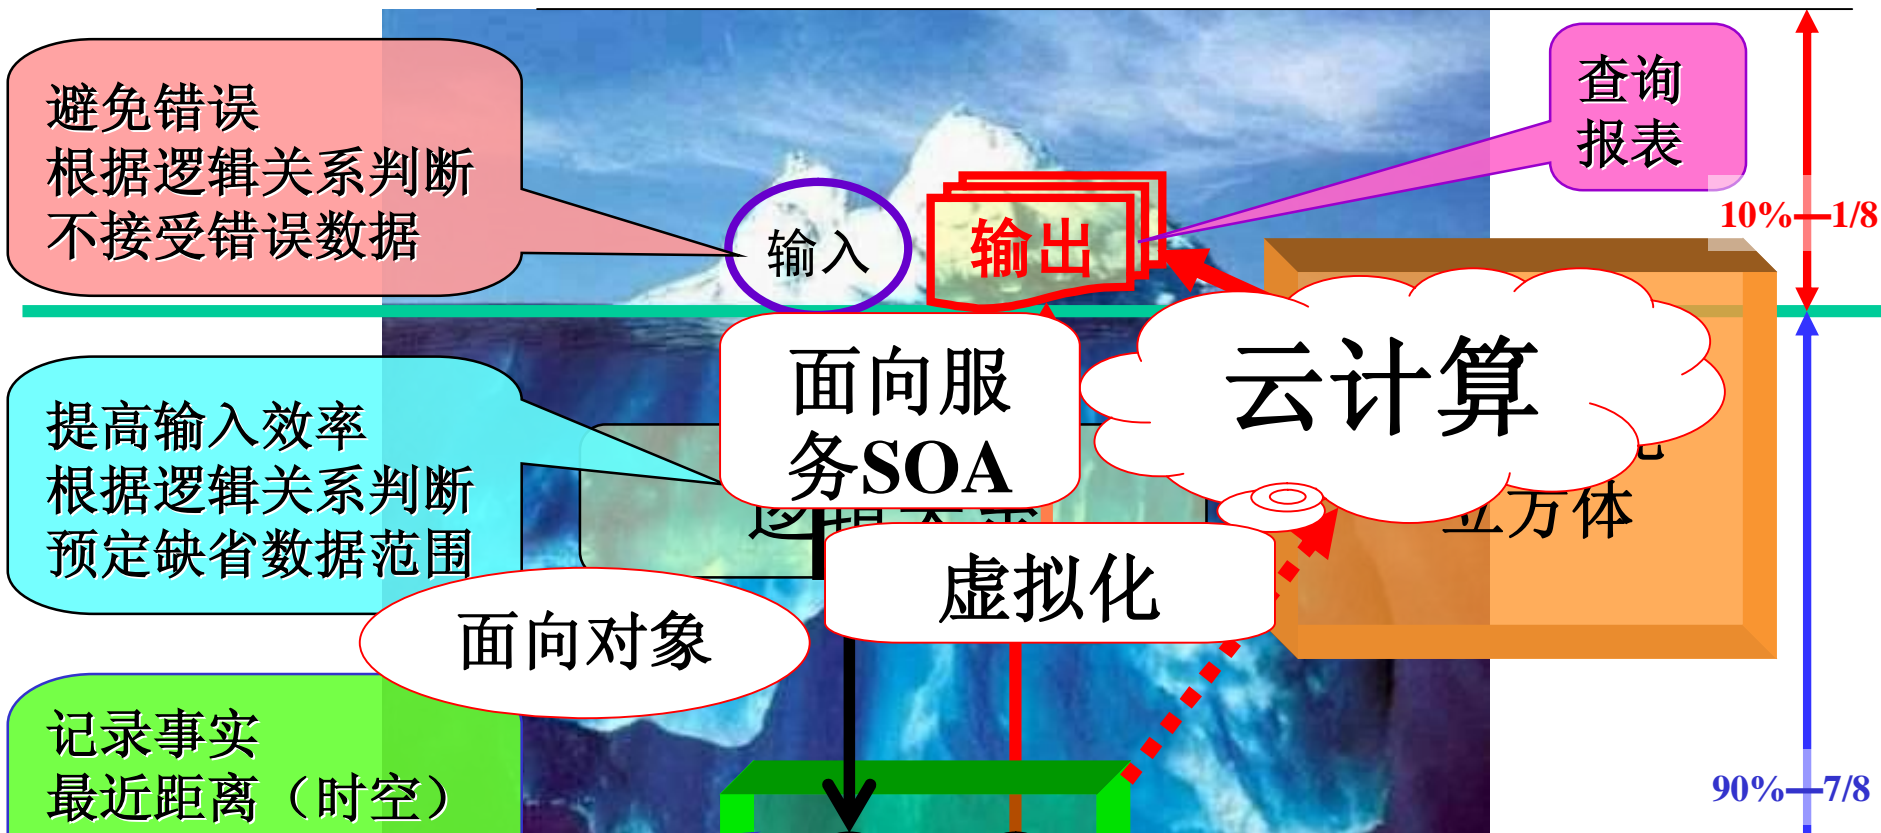 避免错误
根据逻辑关系判断
不接受错误数据
输入
输出
查询
报表
10%
1/8
面向服
务SOA
云计算
立方体
提高输入效率
根据逻辑关系判断
预定缺省数据范围
虚拟化
面向对象
记录事实
最近距离（时空）
90%
7/8